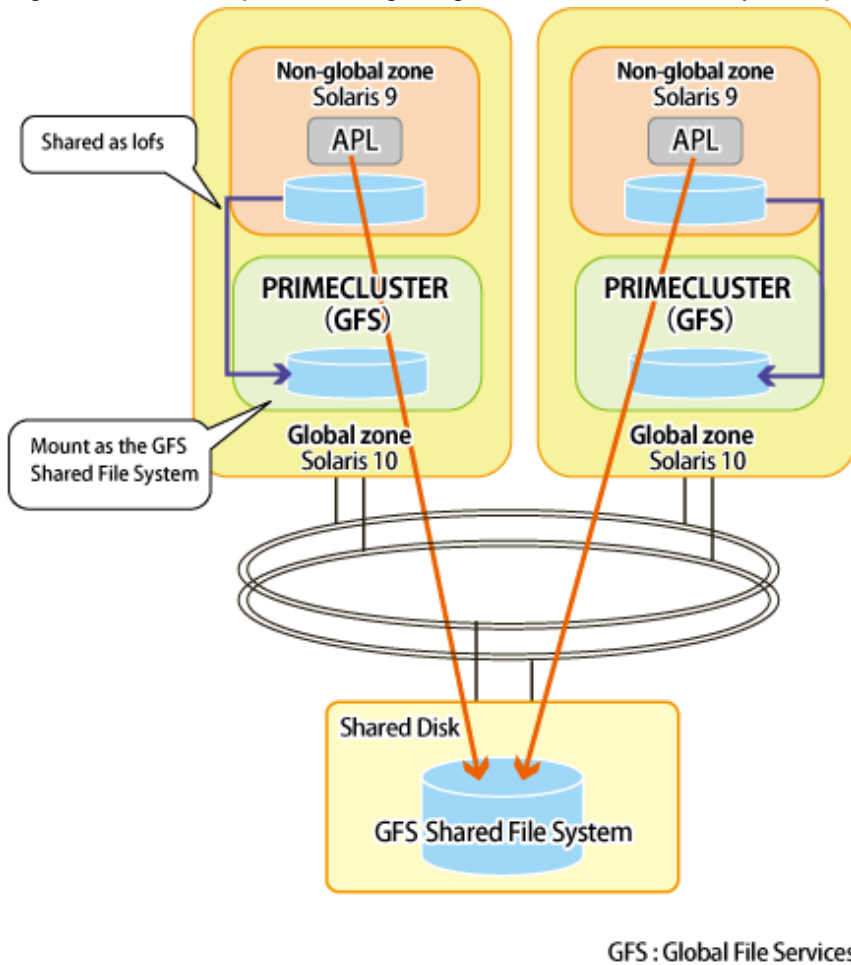 Non-global zone
Solaris 9
APL
Shared as lofs
PRIMECLUSTER
(GFS)
Mount as the GFS
Shared File System
Global zone
Solaris 10
Non-global zone
Solaris 9
APL
PRIMECLUSTER
(GFS)
Global zone
Solaris 10
Shared Disk
GFS Shared File System
GFS : Global File Services